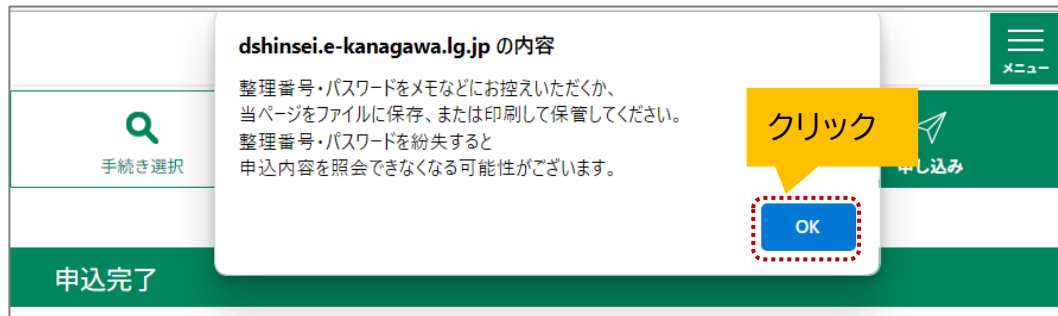 dshinsei.e-kanagawa.lg.jp の内容
メニュー
整理番号・パスワードをメモなどにお控えいただくか、
当ページをファイルに保存、または印刷して保管してください。
整理番号・パスワードを紛失すると
申込内容を照会できなくなる可能性がございます。
クリック
手続き選択
申し込み
OK
申込完了